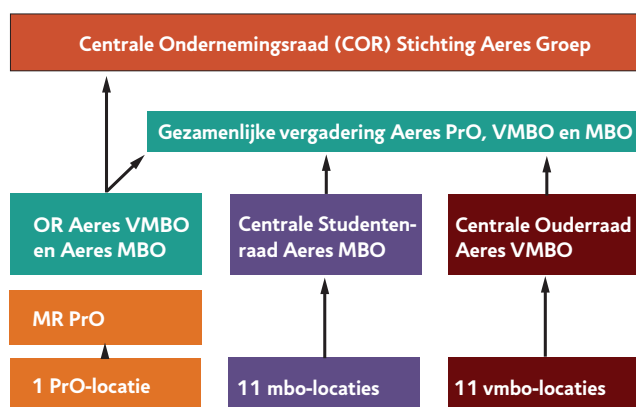 Centrale Ondernemingsraad (COR) Stichting Aeres Groep
Gezamenlijke vergadering Aeres PrO, VMBO en MBO
OR Aeres VMBO
en Aeres MBO
Centrale Studenten-
raad Aeres MBO
Centrale Ouderraad
Aeres VMBO
MR PrO
1 PrO-locatie
11 mbo-locaties
11 vmbo-locaties